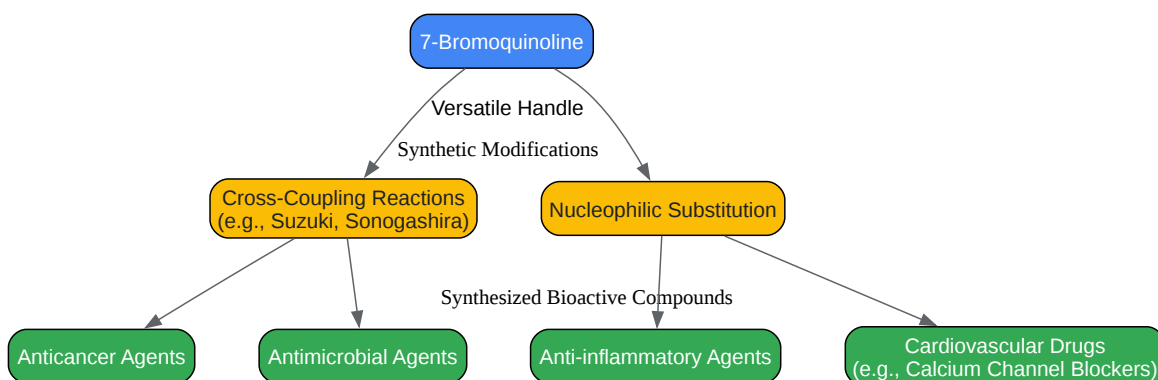 7-Bromoquinoline
Versatile Handle
Synthetic Modifications
Cross-Coupling Reactions
(e.g., Suzuki, Sonogashira)
Nucleophilic Substitution
Synthesized Bioactive Compounds
Anticancer Agents
Antimicrobial Agents
Anti-inflammatory Agents
Cardiovascular Drugs
(e.g., Calcium Channel Blockers)